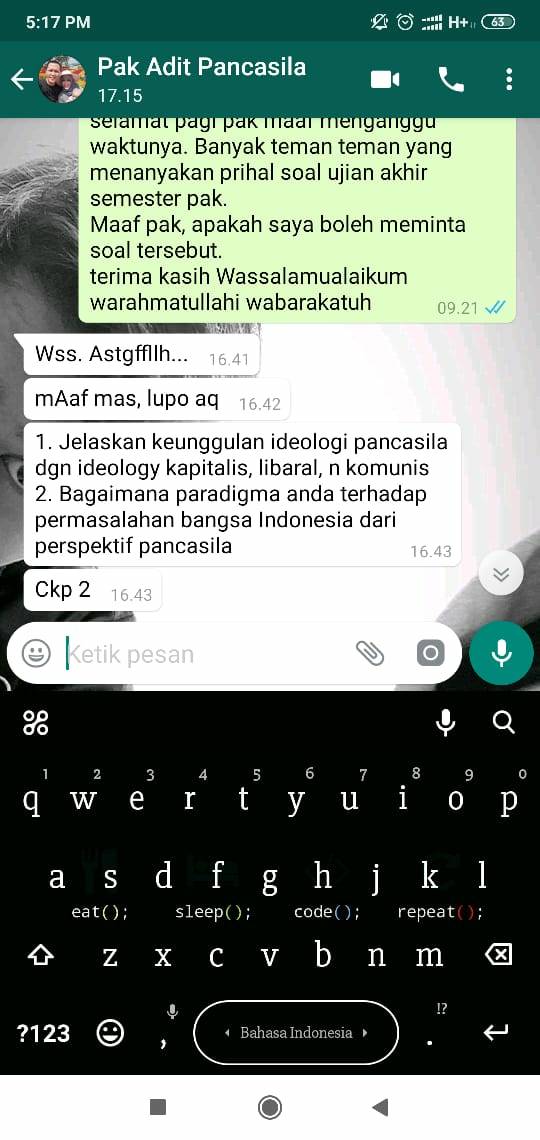 5:17 PM
H+
63
Pak Adit Pancasila
17.15
selamat pagi pak maaf menganggu
waktunya. Banyak teman teman yang
menanyakan prihal soal ujian akhir
semester pak.
Maaf pak, apakah saya boleh meminta
soal tersebut.
terima kasih Wassalamualaikum
warahmatullahi wabarakatuh
09.21
Wss. Astgffllh... 16.41
mAaf mas, lupo aq 16.42
1. Jelaskan keunggulan ideologi pancasila
dgn ideology kapitalis, libaral, n komunis
2. Bagaimana paradigma anda terhadap
permasalahan bangsa Indonesia dari
perspektif pancasila
16.43
Ckp 2 16.43
Ketik pesan
1 2 3 4 5 6 7 8 9 0
q w e r t y u i o p
a s d f g h j k l
eat(); sleep(); code(); repeat();
z x c v b n m
!?
?123 , Bahasa Indonesia .